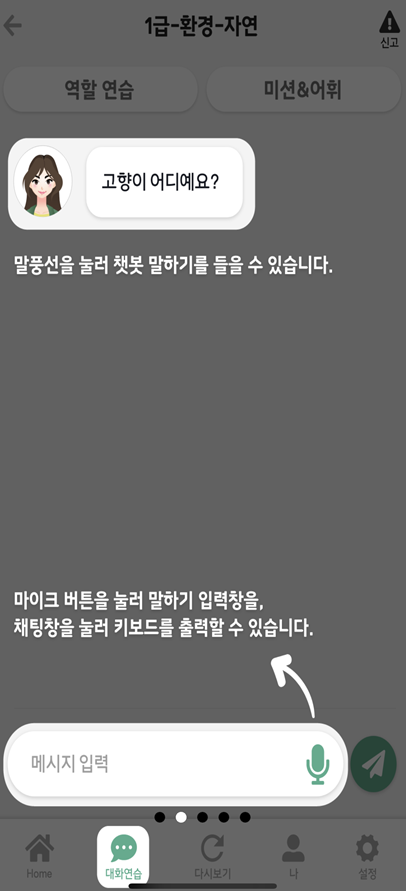 1급-환경-자연
신고
역할 연습
미션&어휘
고향이 어디예요?
말풍선을 눌러 챗봇 말하기를 들을 수 있습니다.
마이크 버튼을 눌러 말하기 입력창을,
채팅창을 눌러 키보드를 출력할 수 있습니다.
메시지 입력
Home
대화연습
다시보기
나
설정